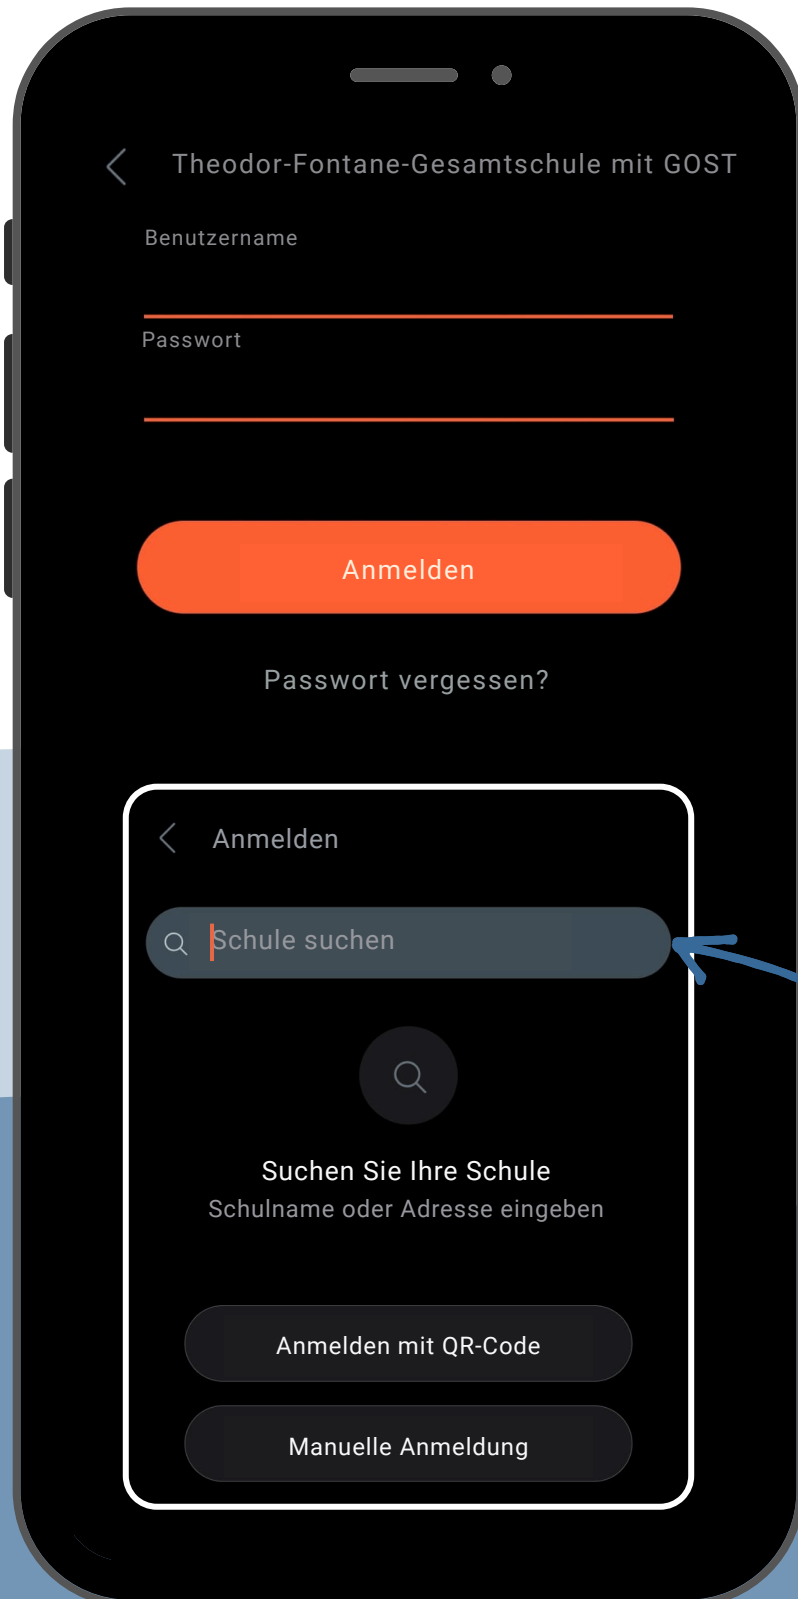 Theodor-Fontane-Gesamtschule mit GOST
Benutzername
Passwort
Anmelden
Passwort vergessen?
Anmelden
Schule suchen
Suchen Sie Ihre Schule
Schulname oder Adresse eingeben
Anmelden mit QR-Code
Manuelle Anmeldung